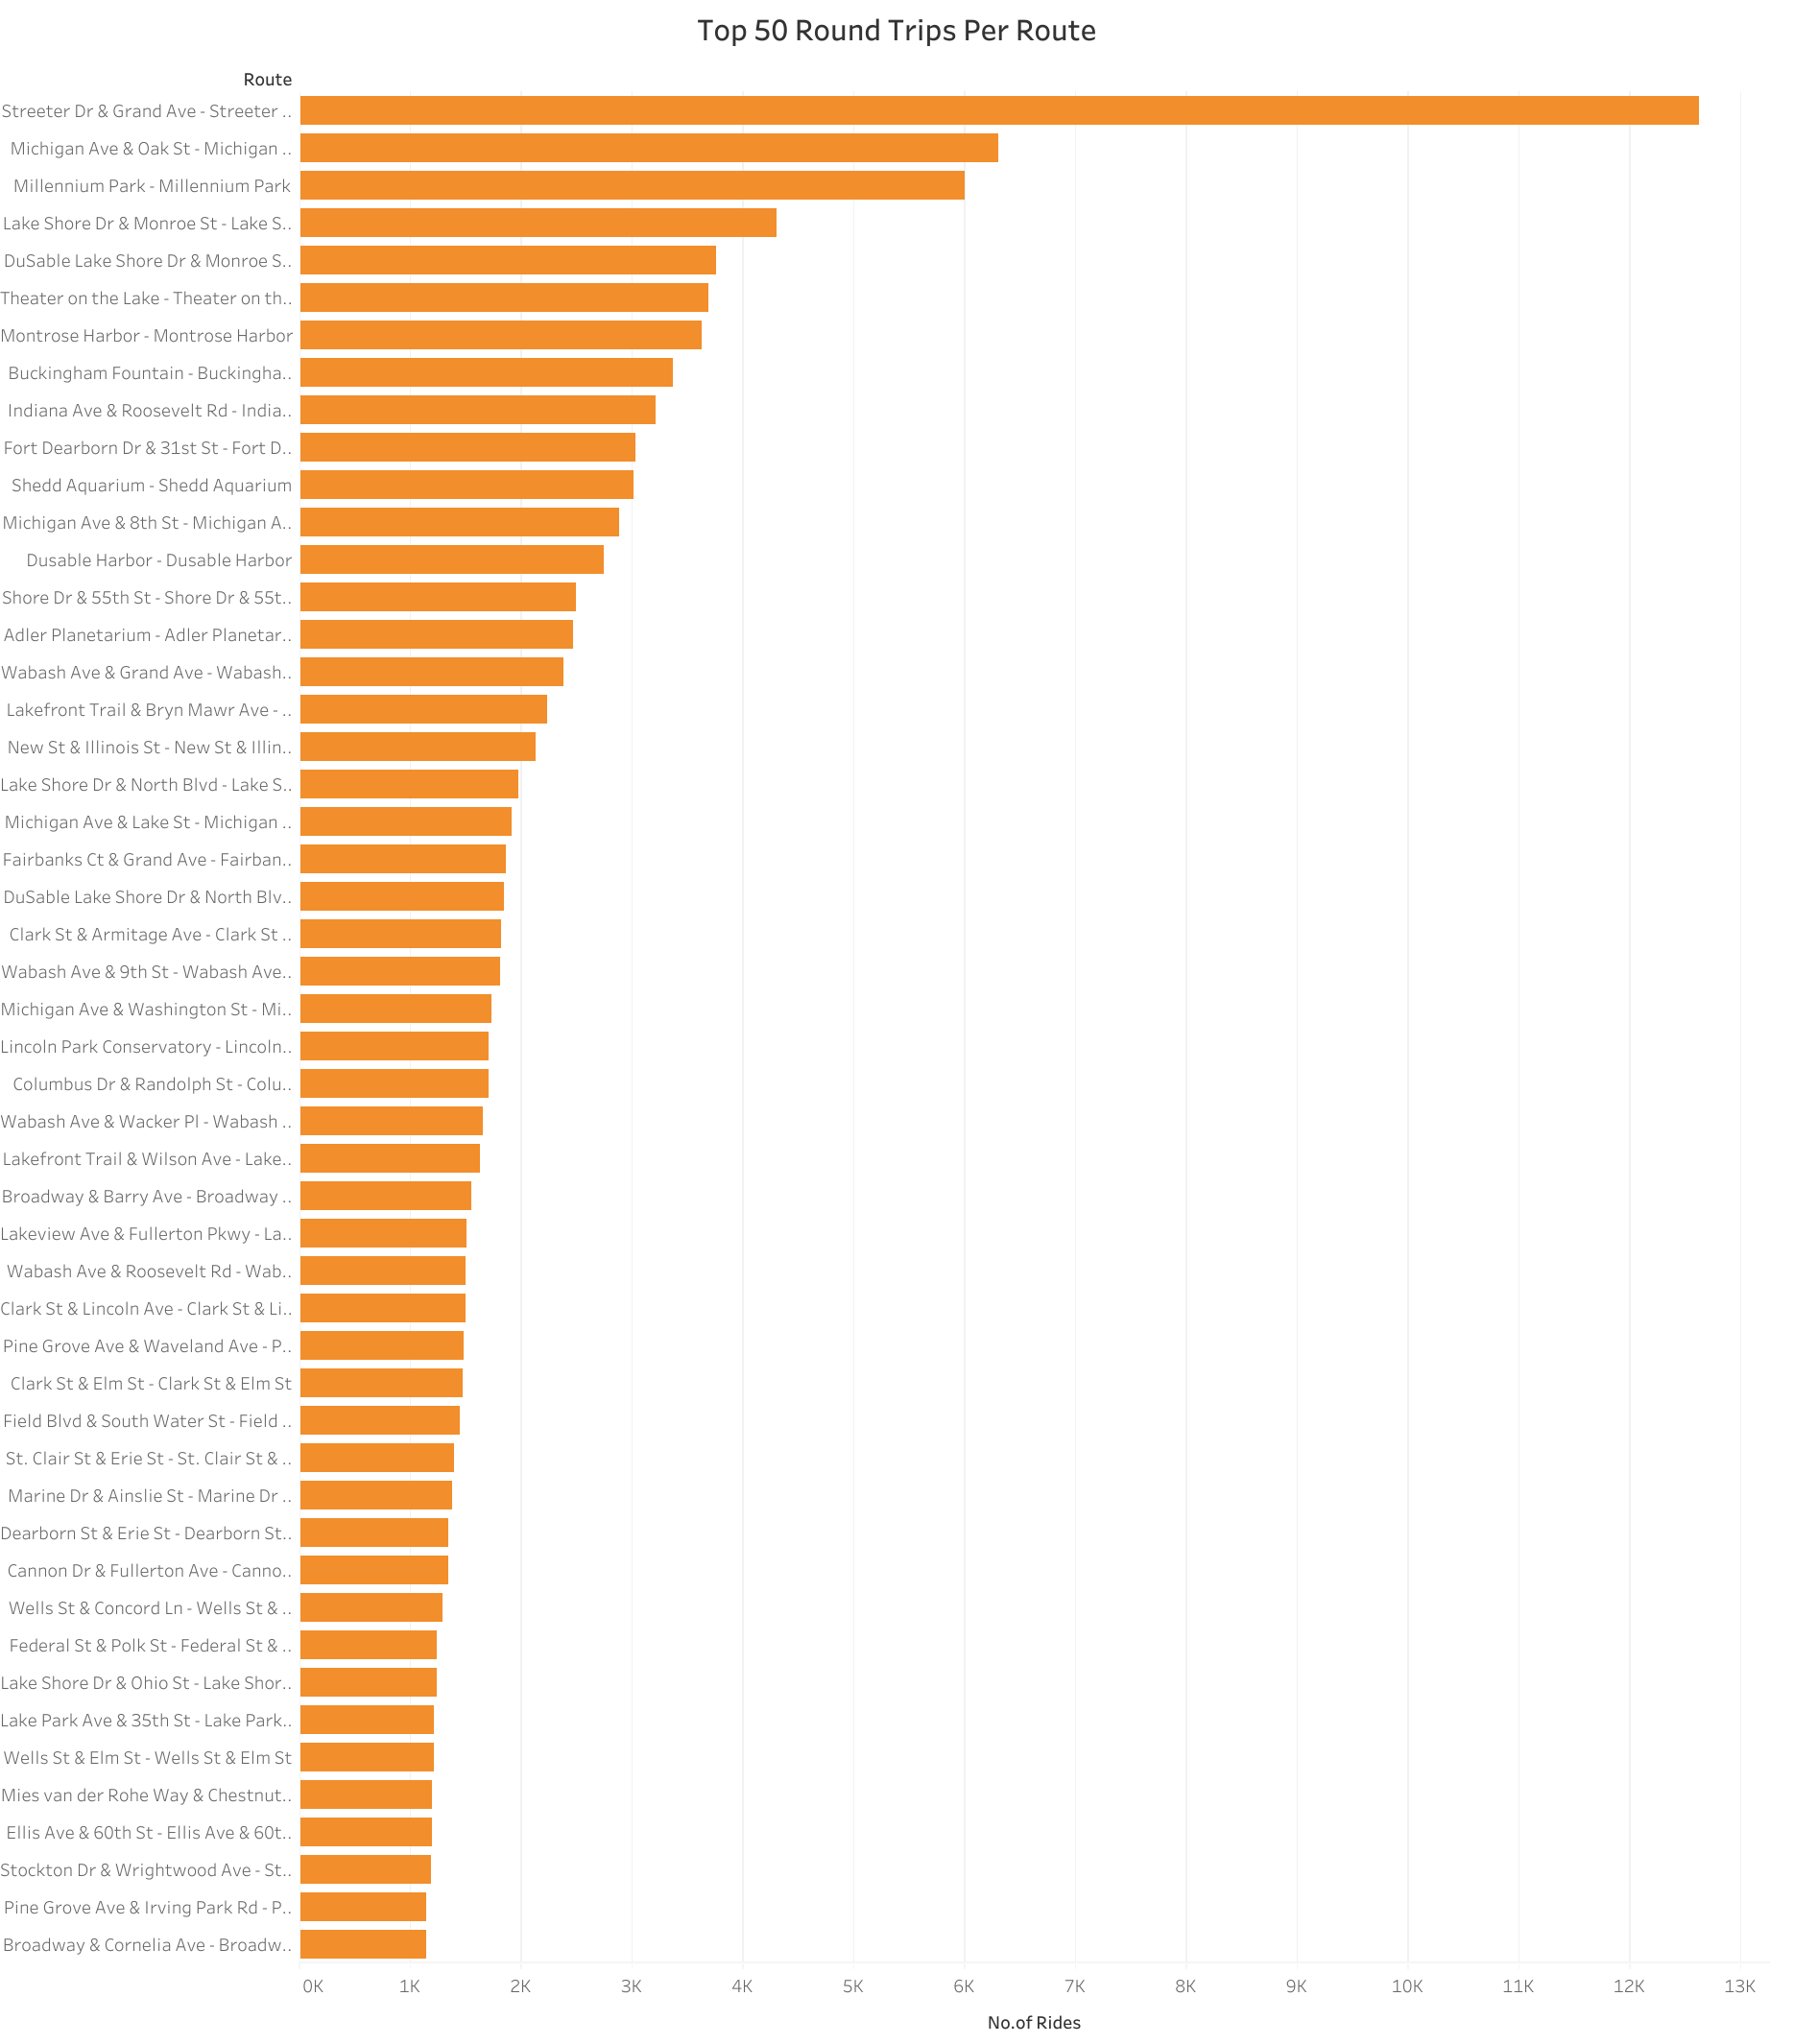 Top 50 Round Trips Per Route
Route
Streeter Dr & Grand Ave - Streeter ..
Michigan Ave & Oak St - Michigan ..
Millennium Park - Millennium Park
Lake Shore Dr & Monroe St - Lake S..
DuSable Lake Shore Dr & Monroe S..
Theater on the Lake - Theater on th..
Montrose Harbor - Montrose Harbor
Buckingham Fountain - Buckingha..
Indiana Ave & Roosevelt Rd - India..
Fort Dearborn Dr & 31st St - Fort D..
Shedd Aquarium - Shedd Aquarium
Michigan Ave & 8th St - Michigan A..
Dusable Harbor - Dusable Harbor
Shore Dr & 55th St - Shore Dr & 55t..
Adler Planetarium - Adler Planetar..
Wabash Ave & Grand Ave - Wabash..
Lakefront Trail & Bryn Mawr Ave - ..
New St & Illinois St - New St & Illin..
Lake Shore Dr & North Blvd - Lake S..
Michigan Ave & Lake St - Michigan ..
Fairbanks Ct & Grand Ave - Fairban..
DuSable Lake Shore Dr & North Blv..
Clark St & Armitage Ave - Clark St ..
Wabash Ave & 9th St - Wabash Ave..
Michigan Ave & Washington St - Mi..
Lincoln Park Conservatory - Lincoln..
Columbus Dr & Randolph St - Colu..
Wabash Ave & Wacker Pl - Wabash ..
Lakefront Trail & Wilson Ave - Lake..
Broadway & Barry Ave - Broadway ..
Lakeview Ave & Fullerton Pkwy - La..
Wabash Ave & Roosevelt Rd - Wab..
Clark St & Lincoln Ave - Clark St & Li..
Pine Grove Ave & Waveland Ave - P..
Clark St & Elm St - Clark St & Elm St
Field Blvd & South Water St - Field ..
St. Clair St & Erie St - St. Clair St & ..
Marine Dr & Ainslie St - Marine Dr ..
Dearborn St & Erie St - Dearborn St..
Cannon Dr & Fullerton Ave - Canno..
Wells St & Concord Ln - Wells St & ..
Federal St & Polk St - Federal St & ..
Lake Shore Dr & Ohio St - Lake Shor..
Lake Park Ave & 35th St - Lake Park..
Wells St & Elm St - Wells St & Elm St
Mies van der Rohe Way & Chestnut..
Ellis Ave & 60th St - Ellis Ave & 60t..
Stockton Dr & Wrightwood Ave - St..
Pine Grove Ave & Irving Park Rd - P..
Broadway & Cornelia Ave - Broadw..
0K 1K 2K 3K 4K 5K 6K 7K 8K 9K 10K 11K 12K 13K
No.of Rides